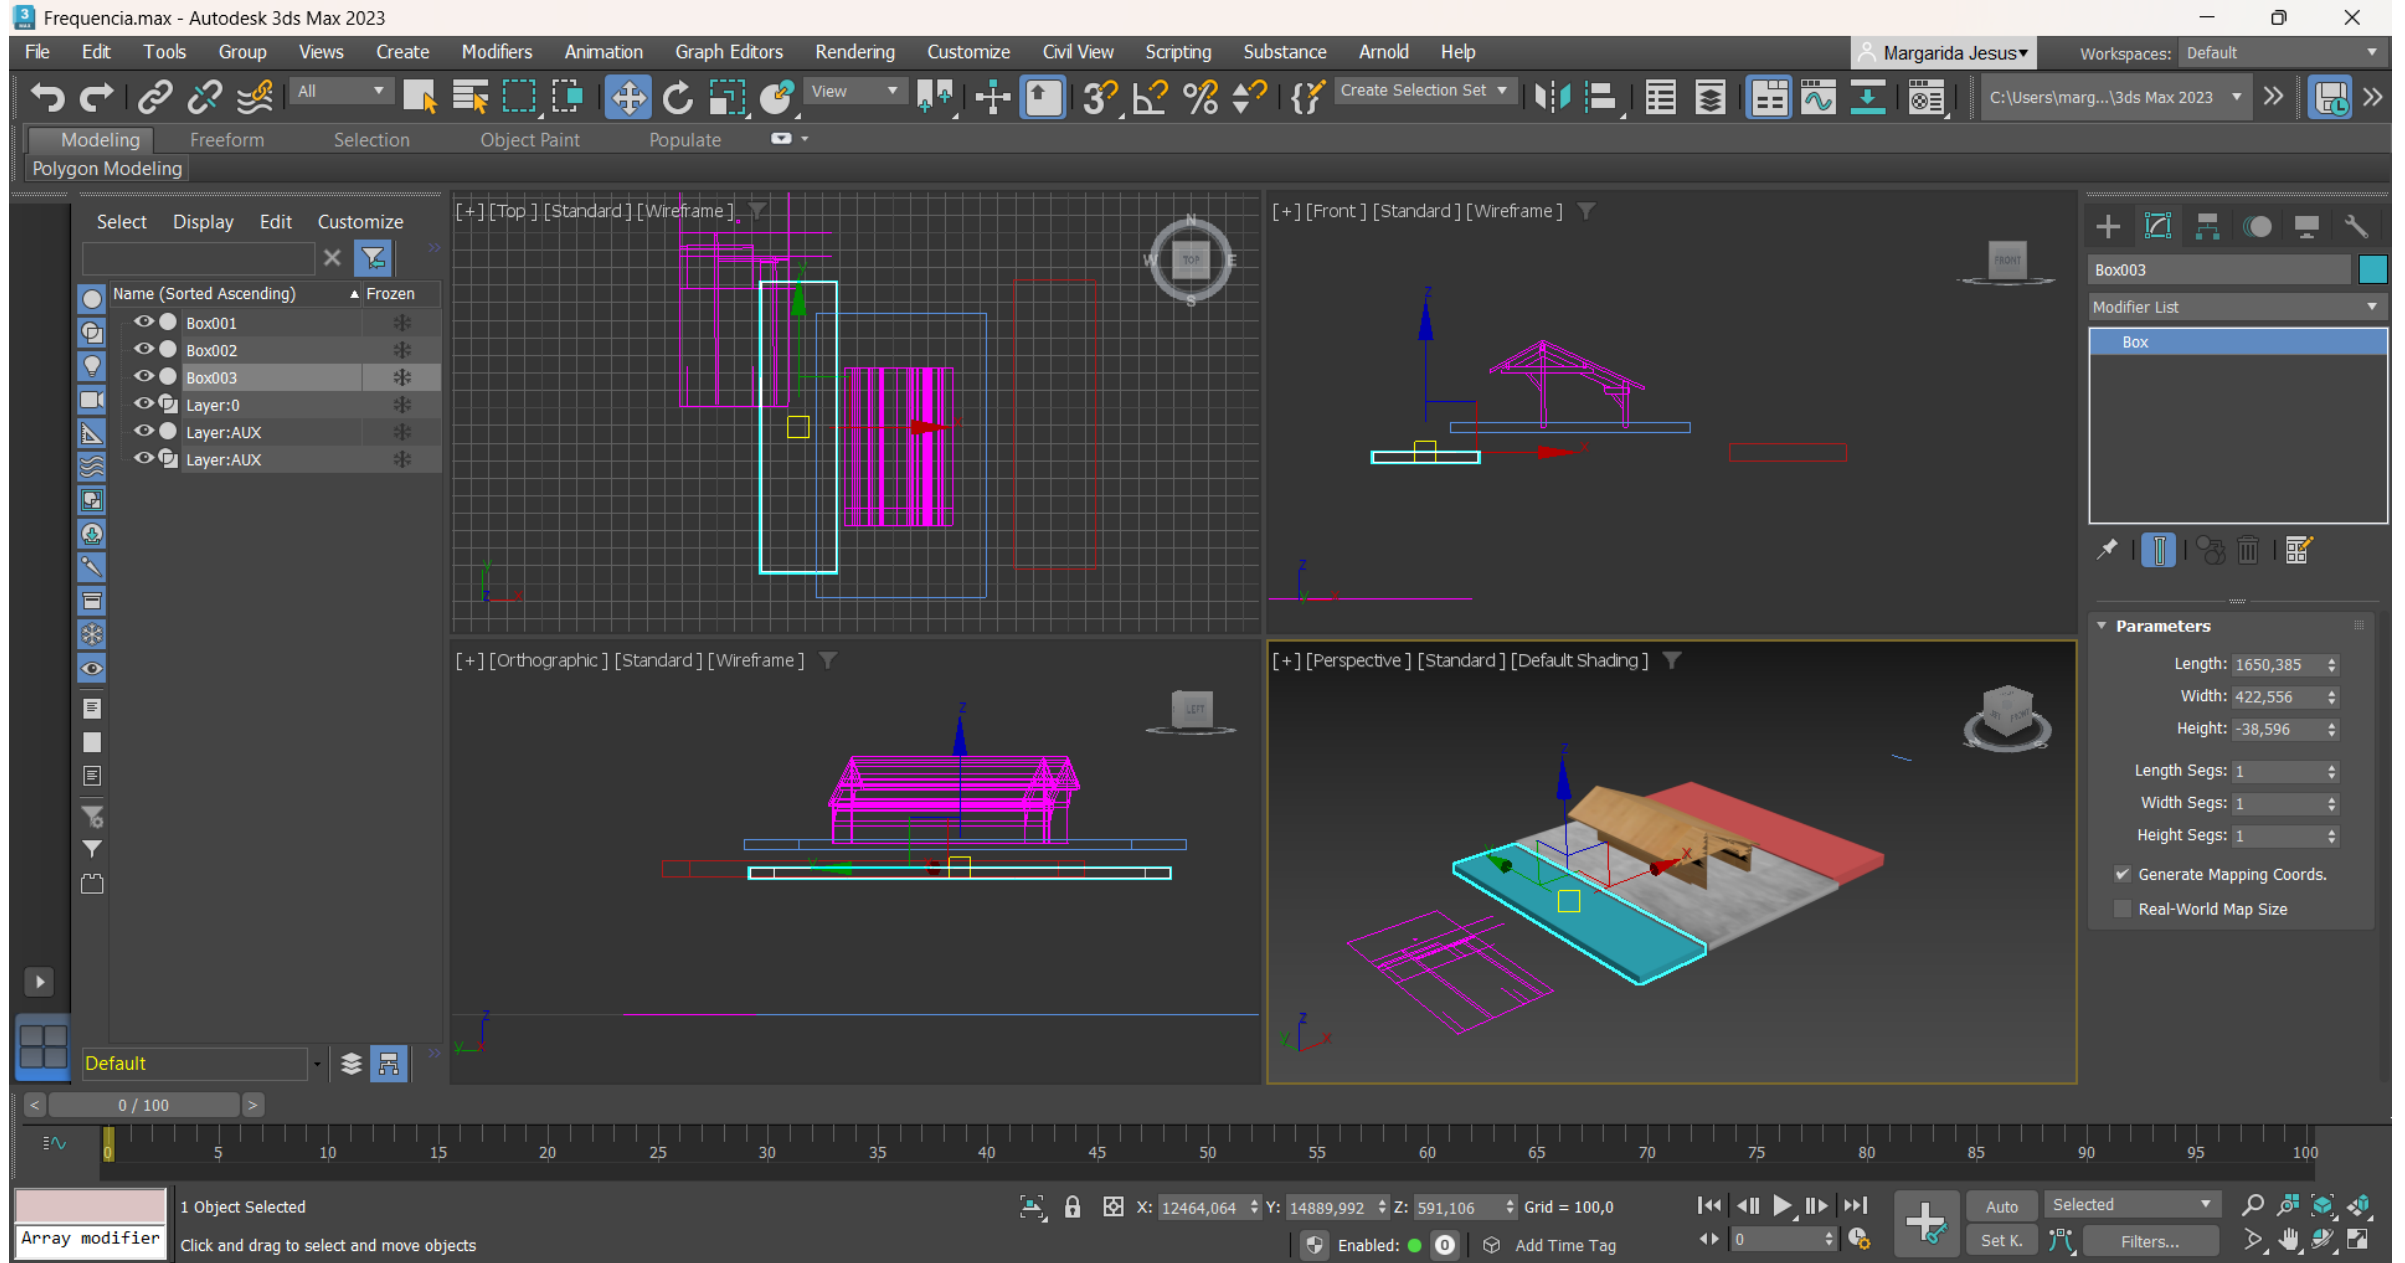 Frequencia.max - Autodesk 3ds Max 2023
File Edit Tools Group Views Create Modifiers Animation Graph Editors Rendering Customize Civil View Scripting Substance Arnold Help Margarida Jesus Workspaces: Default
All View Create Selection Set C:\Users\marg...\3ds Max 2023
Modeling Freeform Selection Object Paint Populate
Polygon Modeling
Select Display Edit Customize
Name (Sorted Ascending) Frozen
Box001
Box002
Box003
Layer:0
Layer:AUX
Layer:AUX
Default
[+] [Top ] [Standard ] [Wireframe ]
N
W TOP E
S
y
x
y
z x
[+] [Front ] [Standard ] [Wireframe ]
FRONT
z
x
z
y x
[+] [Orthographic ] [Standard ] [Wireframe ]
LEFT
z
y
z
y x
[+] [Perspective ] [Standard ] [Default Shading ]
FRONT
z
y x
z
y x
Box003
Modifier List
Box
Parameters
Length: 1650,385
Width: 422,556
Height: -38,596
Length Segs: 1
Width Segs: 1
Height Segs: 1
Generate Mapping Coords.
Real-World Map Size
< 0 / 100 >
0 5 10 15 20 25 30 35 40 45 50 55 60 65 70 75 80 85 90 95 100
1 Object Selected X: 12464,064 Y: 14889,992 Z: 591,106 Grid = 100,0 Auto Selected
Array modifier Click and drag to select and move objects Enabled: 0 Add Time Tag 0 Set K. Filters...